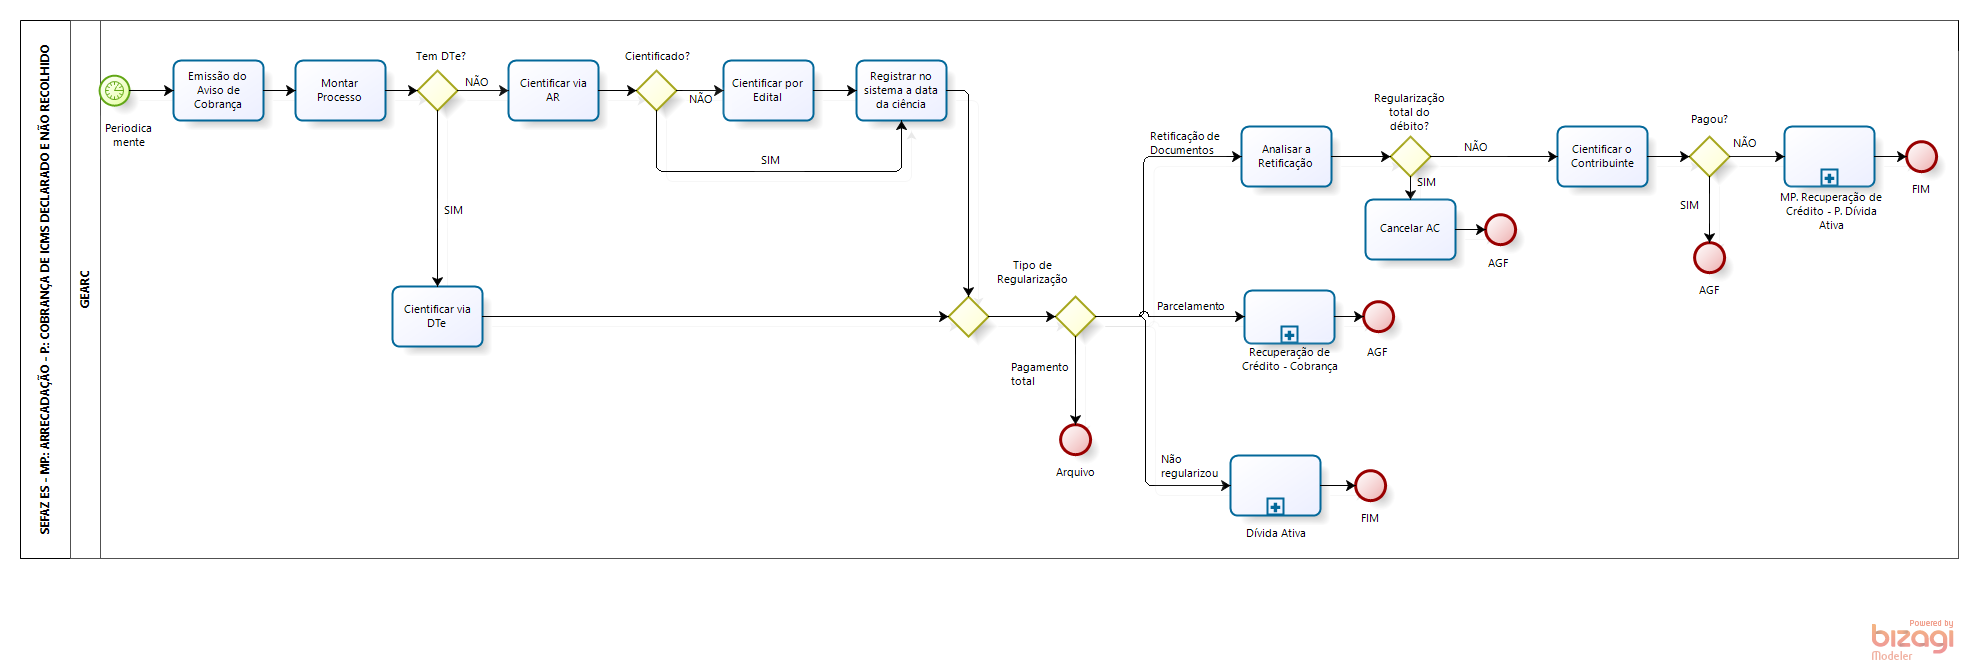 SEFAZ ES - MP.: ARRECADAÇÃO - P.: COBRANÇA DE ICMS DECLARADO E NÃO RECOLHIDO
GEARC
Periodica
mente
Emissão do
Aviso de
Cobrança
Montar
Processo
Tem DTe?
NÃO
SIM
Cientificar via
AR
Cientificado?
NÃO
SIM
Cientificar por
Edital
Registrar no
sistema a data
da ciência
Cientificar via
DTe
Tipo de
Regularização
Pagamento
total
Arquivo
Retificação de
Documentos
Analisar a
Retificação
Regularização
total do
débito?
NÃO
SIM
Cancelar AC
AGF
Cientificar o
Contribuinte
Pagou?
NÃO
SIM
AGF
MP. Recuperação de
Crédito - P. Dívida
Ativa
FIM
Parcelamento
Recuperação de
Crédito - Cobrança
AGF
Não
regularizou
Dívida Ativa
FIM
Powered by
bizagi
Modeler